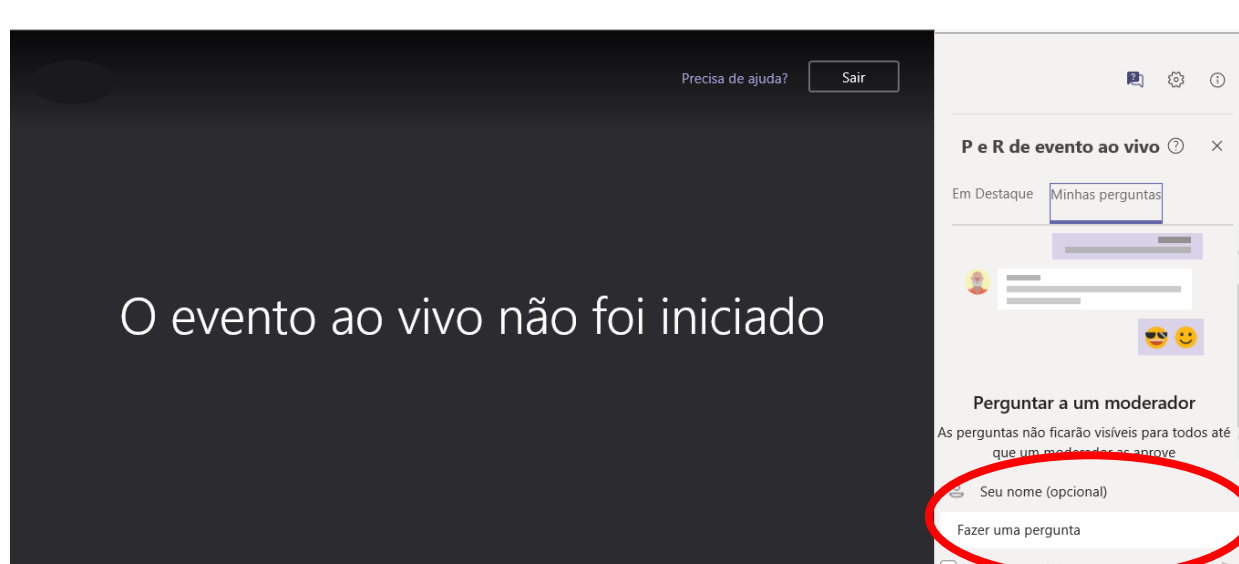 Precisa de ajuda?
Sair
O evento ao vivo não foi iniciado
P e R de evento ao vivo
Em Destaque
Minhas perguntas
Perguntar a um moderador
As perguntas não ficarão visíveis para todos até
que um moderador as aprove
Seu nome (opcional)
Fazer uma pergunta